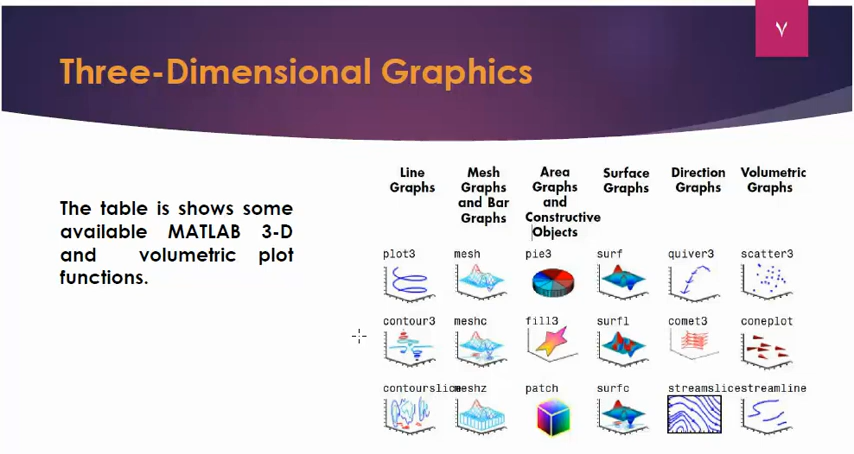 ٧
Three-Dimensional Graphics
The table is shows some
available MATLAB 3-D
and volumetric plot
functions.
Line Graphs
Mesh Graphs and Bar Graphs
Area Graphs and Constructive Objects
Surface Graphs
Direction Graphs
Volumetric Graphs
plot3 mesh pie3 surf quiver3 scatter3
contour3 meshc fill3 surfl comet3 coneplot
contourslice meshz patch surfc streamslice streamline